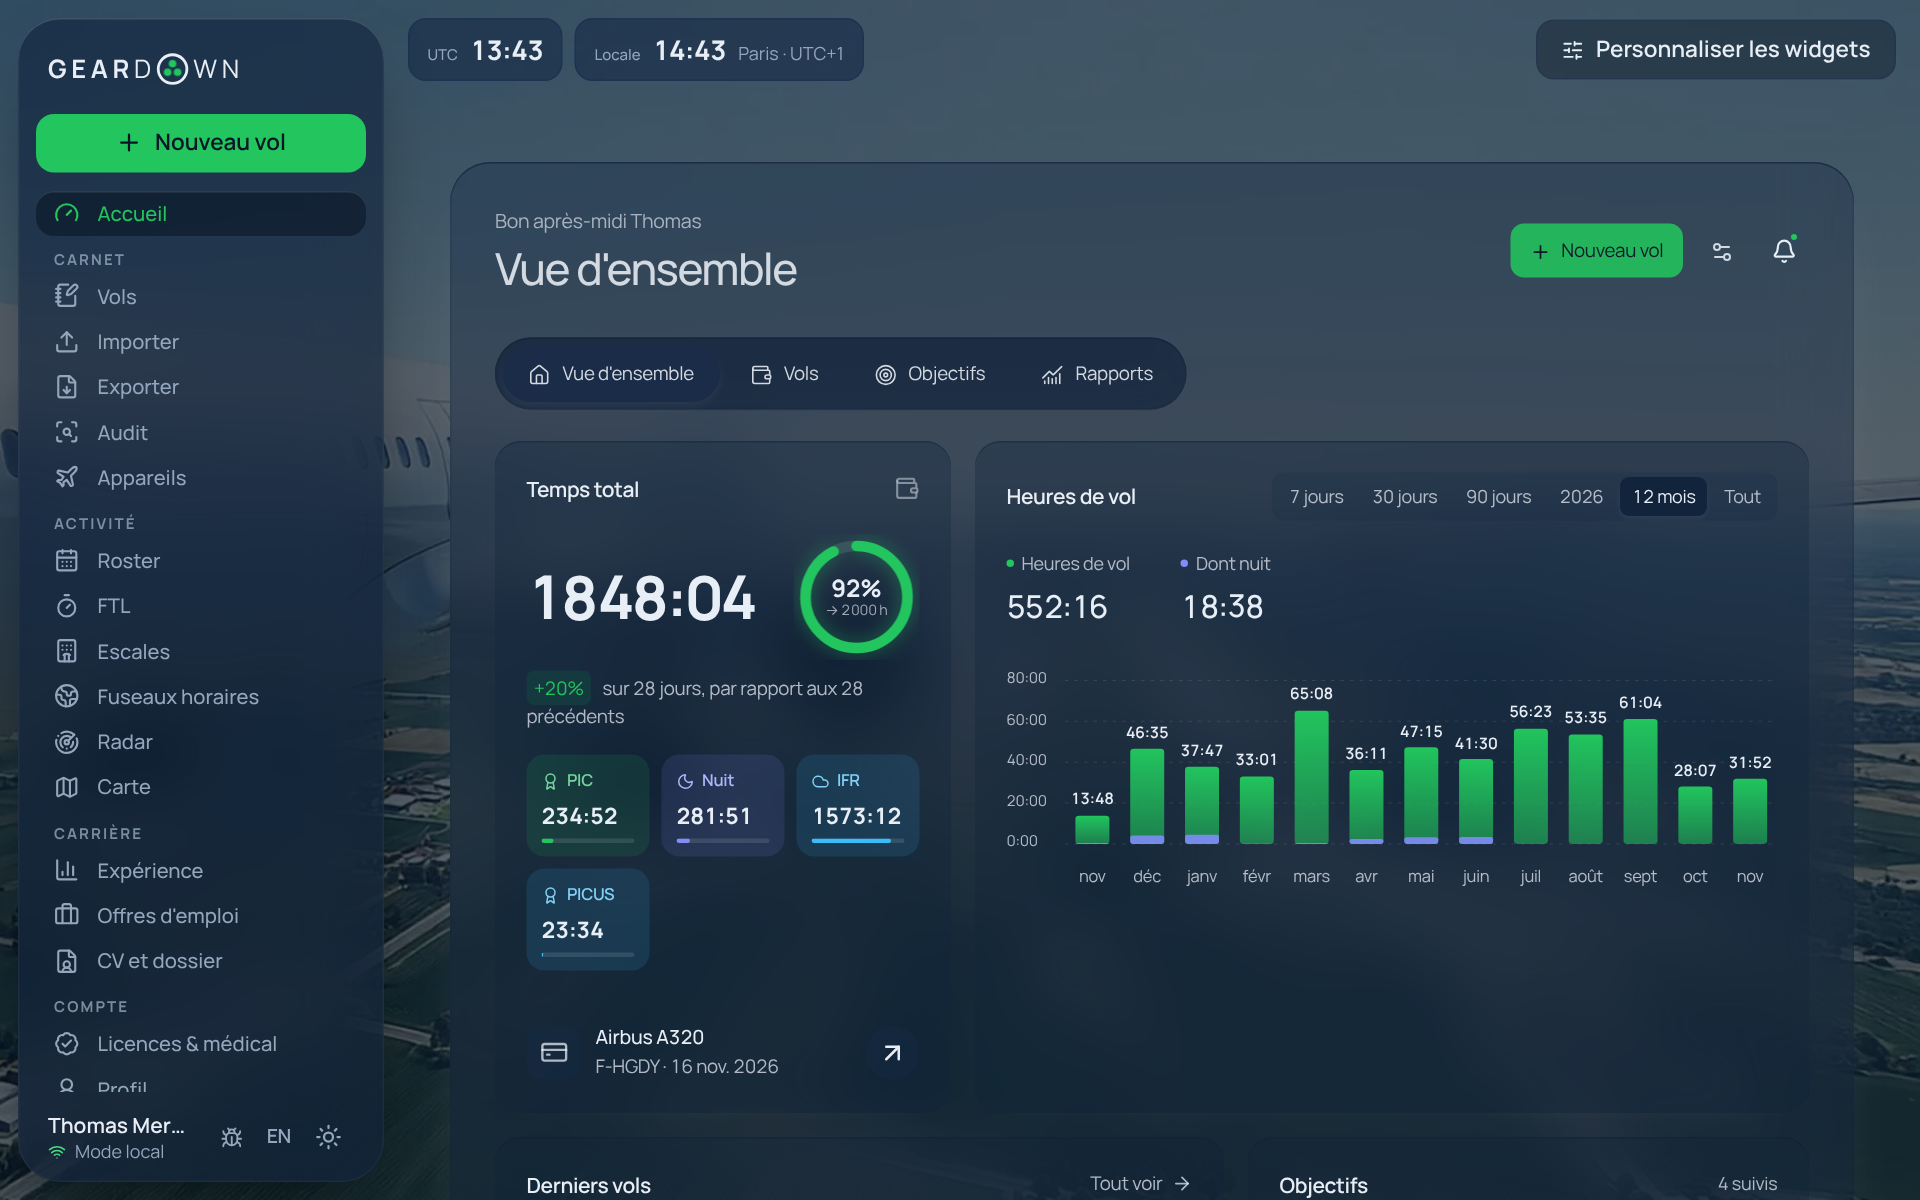 GEARDOWN
Nouveau vol
Accueil
CARNET
Vols
Importer
Exporter
Audit
Appareils
ACTIVITÉ
Roster
FTL
Escales
Fuseaux horaires
Radar
Carte
CARRIÈRE
Expérience
Offres d'emploi
CV et dossier
COMPTE
Licences & médical
Profil
Thomas Mer...
Mode local
EN
UTC 13:43
Locale 14:43 Paris · UTC+1
Personnaliser les widgets
Bon après-midi Thomas
Vue d'ensemble
Nouveau vol
Vue d'ensemble Vols Objectifs Rapports
Temps total
1848:04
92%
→ 2000 h
+20% sur 28 jours, par rapport aux 28
précédents
PIC
234:52
Nuit
281:51
IFR
1573:12
PICUS
23:34
Airbus A320
F-HGDY · 16 nov. 2026
Heures de vol
7 jours 30 jours 90 jours 2026 12 mois Tout
Heures de vol
552:16
Dont nuit
18:38
80:00
60:00
40:00
20:00
0:00
13:48 46:35 37:47 33:01 65:08 36:11 47:15 41:30 56:23 53:35 61:04 28:07 31:52
nov déc janv févr mars avr mai juin juil août sept oct nov
Derniers vols
Tout voir →
Objectifs
4 suivis